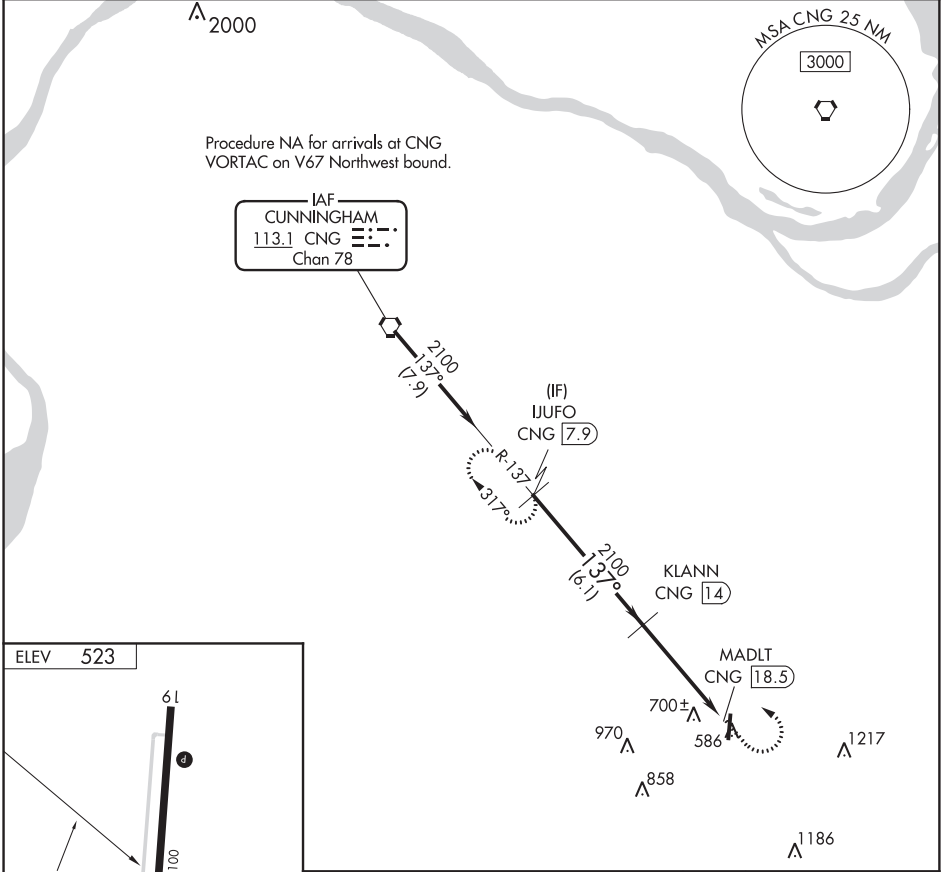 2000
MSA CNG 25 NM
3000
Procedure NA for arrivals at CNG
VORTAC on V67 Northwest bound.
IAF
CUNNINGHAM
113.1 CNG
Chan 78
2100
137°
(7.9)
(IF)
IJUFO
CNG 7.9
R-137
317°
2100
137°
(6.1)
KLANN
CNG 14
MADLT
CNG 18.5
700±
586
970
858
1217
1186
ELEV 523
19
P
100